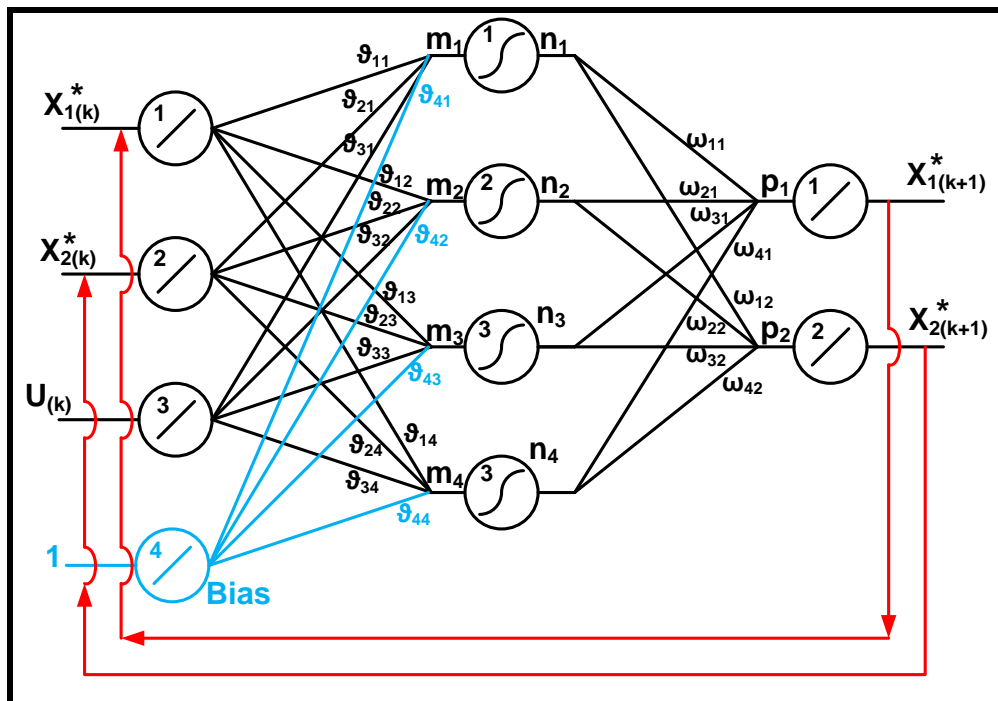 m₁ 1 n₁
ϑ₁₁
ϑ₄₁
X*₁₍ₖ₎ 1
ϑ₂₁
ϑ₃₁
ω₁₁
ϑ₁₂ m₂ 2 n₂
ω₂₁ p₁ 1 X*₁₍ₖ₊₁₎
ϑ₂₂
ϑ₃₂ ϑ₄₂
ω₃₁
X*₂₍ₖ₎ 2
ω₄₁
ϑ₁₃
ω₁₂
ϑ₂₃ m₃ 3 n₃
ω₂₂ p₂ 2 X*₂₍ₖ₊₁₎
ϑ₃₃
ϑ₄₃
ω₃₂
ω₄₂
U₍ₖ₎ 3
ϑ₂₄ ϑ₁₄
ϑ₃₄ m₄ 3 n₄
ϑ₄₄
1 4
Bias